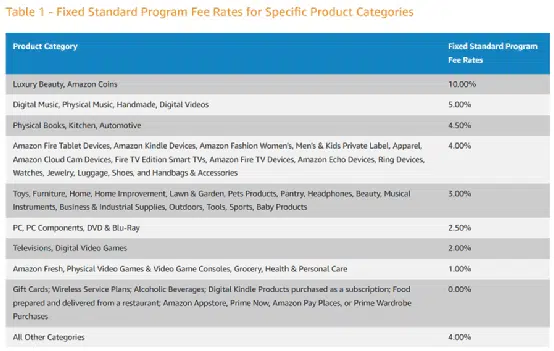 Table 1 - Fixed Standard Program Fee Rates for Specific Product Categories
Product Category
Fixed Standard Program
Fee Rates
Luxury Beauty, Amazon Coins
10.00%
Digital Music, Physical Music, Handmade, Digital Videos
5.00%
Physical Books, Kitchen, Automotive
4.50%
Amazon Fire Tablet Devices, Amazon Kindle Devices, Amazon Fashion Women's, Men's & Kids Private Label, Apparel,
4.00%
Amazon Cloud Cam Devices, Fire TV Edition Smart TVs, Amazon Fire TV Devices, Amazon Echo Devices, Ring Devices,
Watches, Jewelry, Luggage, Shoes, and Handbags & Accessories
Toys, Furniture, Home, Home Improvement, Lawn & Garden, Pets Products, Pantry, Headphones, Beauty, Musical
3.00%
Instruments, Business & Industrial Supplies, Outdoors, Tools, Sports, Baby Products
PC, PC Components, DVD & Blu-Ray
2.50%
Televisions, Digital Video Games
2.00%
Amazon Fresh, Physical Video Games & Video Game Consoles, Grocery, Health & Personal Care
1.00%
Gift Cards; Wireless Service Plans; Alcoholic Beverages; Digital Kindle Products purchased as a subscription; Food
0.00%
prepared and delivered from a restaurant; Amazon Appstore, Prime Now, Amazon Pay Places, or Prime Wardrobe
Purchases
All Other Categories
4.00%